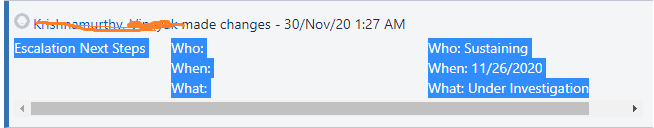 Krishnamurthy, made changes - 30/Nov/20 1:27 AM
Escalation Next Steps Who: Who: Sustaining
When: When: 11/26/2020
What: What: Under Investigation